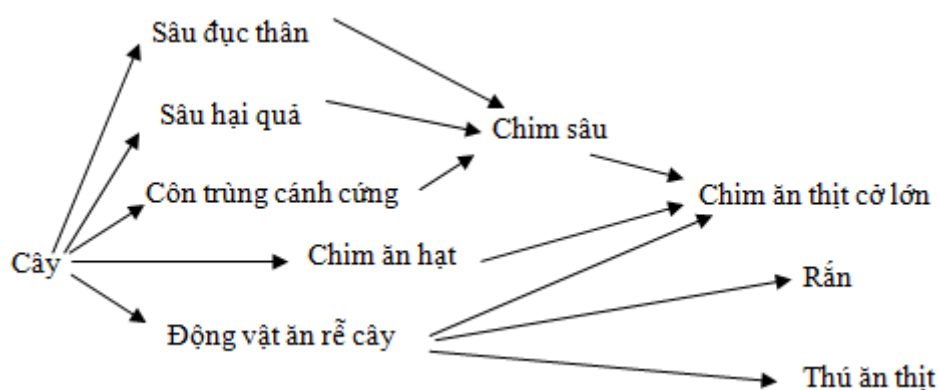 Sâu đục thân
Sâu hại quả
Chim sâu
Côn trùng cánh cứng
Chim ăn thịt cở lớn
Cây
Chim ăn hạt
Rắn
Động vật ăn rễ cây
Thú ăn thịt